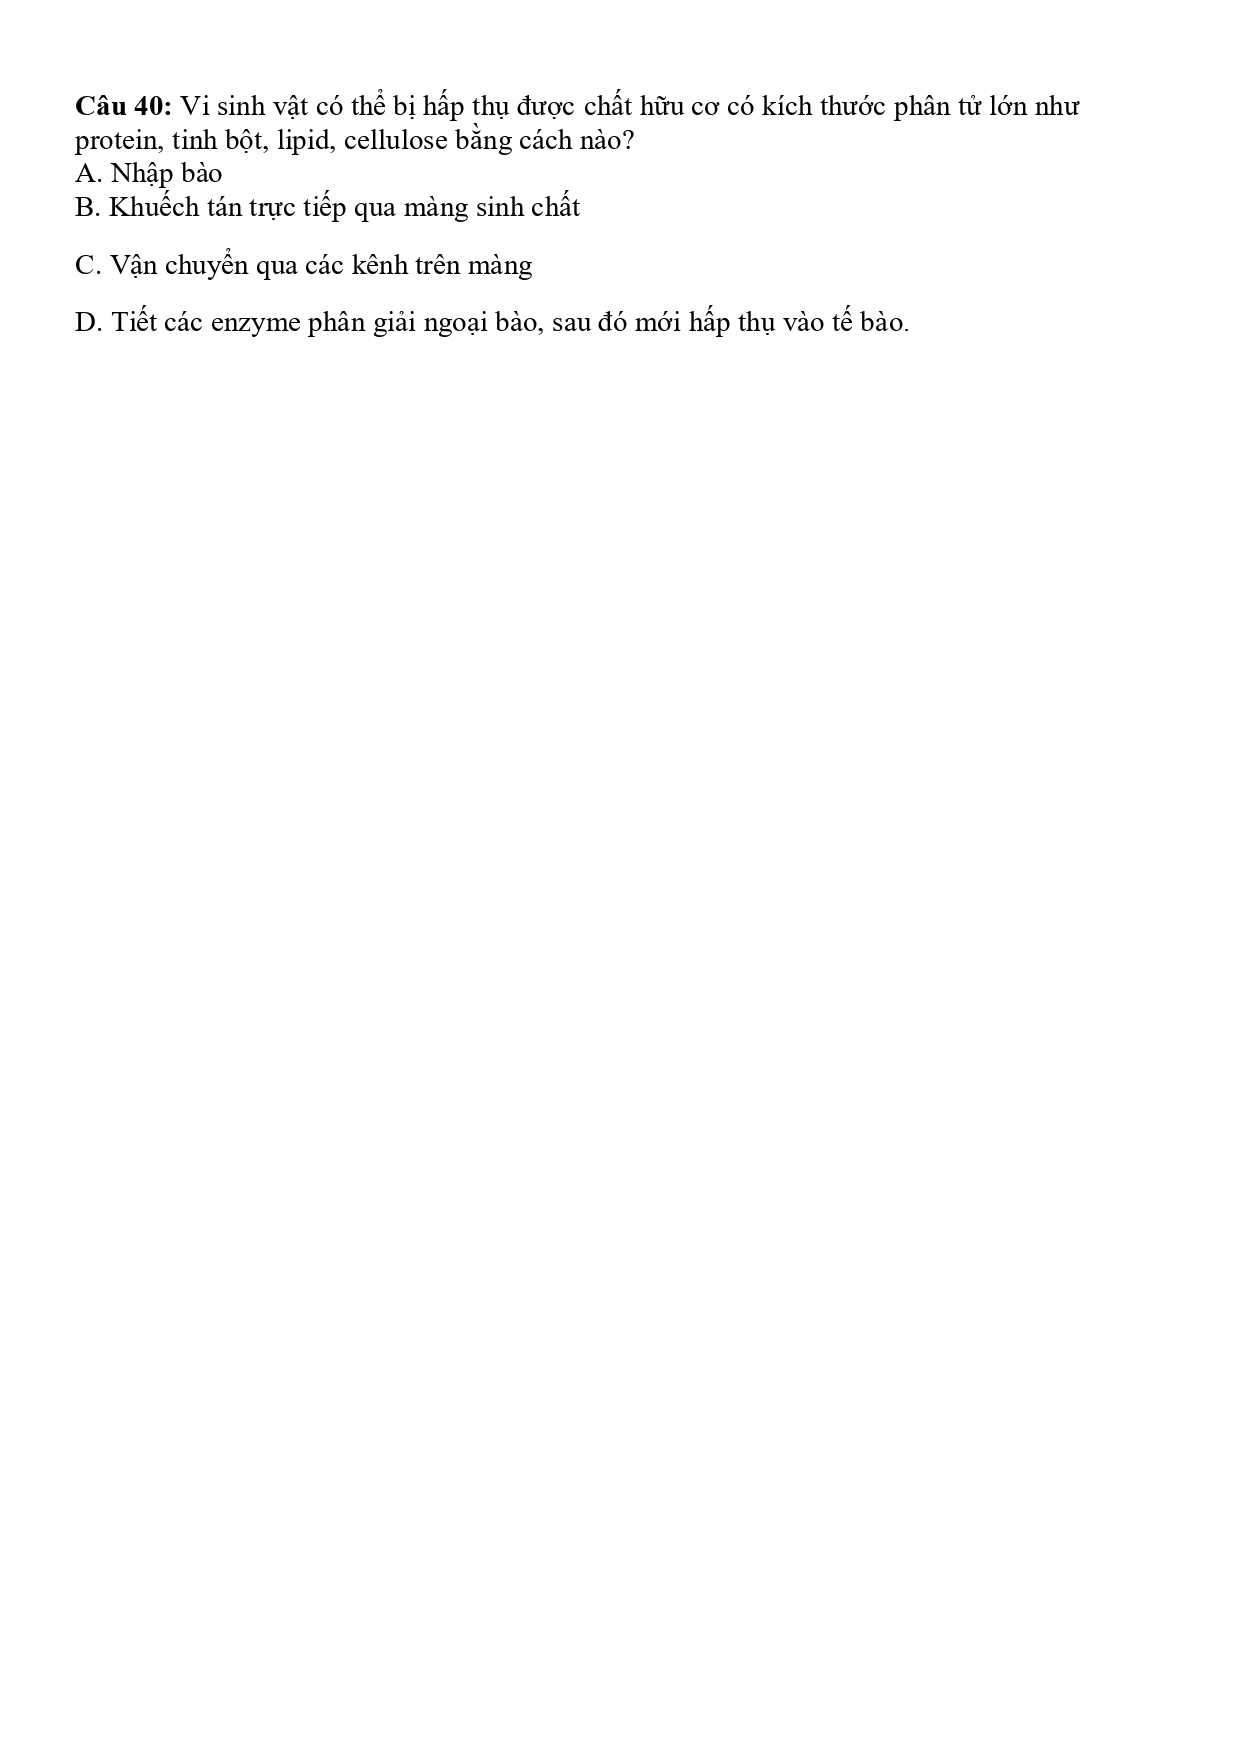 Câu 40: Vi sinh vật có thể bị hấp thụ được chất hữu cơ có kích thước phân tử lớn như
protein, tinh bột, lipid, cellulose bằng cách nào?
A. Nhập bào
B. Khuếch tán trực tiếp qua màng sinh chất
C. Vận chuyển qua các kênh trên màng
D. Tiết các enzyme phân giải ngoại bào, sau đó mới hấp thụ vào tế bào.